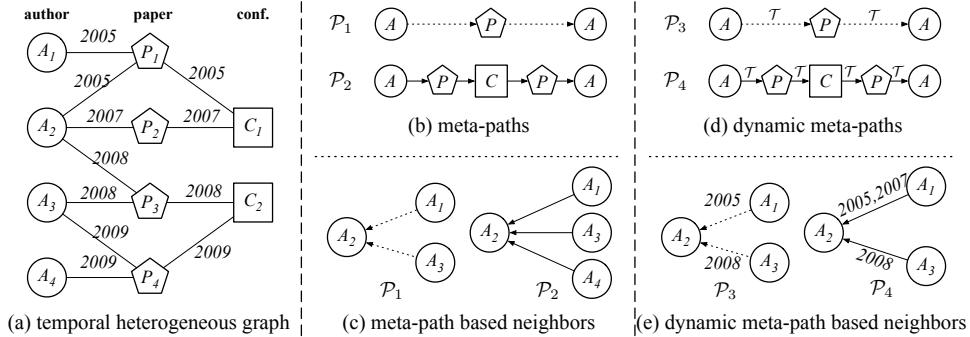 author paper conf.
A1 2005 P1
2005 2005
A2 2007 P2 2007 C1
2008
A3 2008 P3 2008 C2
2009
A4 2009 P4 2009
(a) temporal heterogeneous graph
𝒫1 A P A
𝒫2 A P C P A
(b) meta-paths
A2 A1 A3
𝒫1
A2 A1 A3 A4
𝒫2
(c) meta-path based neighbors
𝒫3 A 𝒯 P 𝒯 A
𝒫4 A 𝒯 P 𝒯 C 𝒯 P 𝒯 A
(d) dynamic meta-paths
A2 2005 A1 2008 A3
𝒫3
A2 2005,2007 A1 2008 A3
𝒫4
(e) dynamic meta-path based neighbors